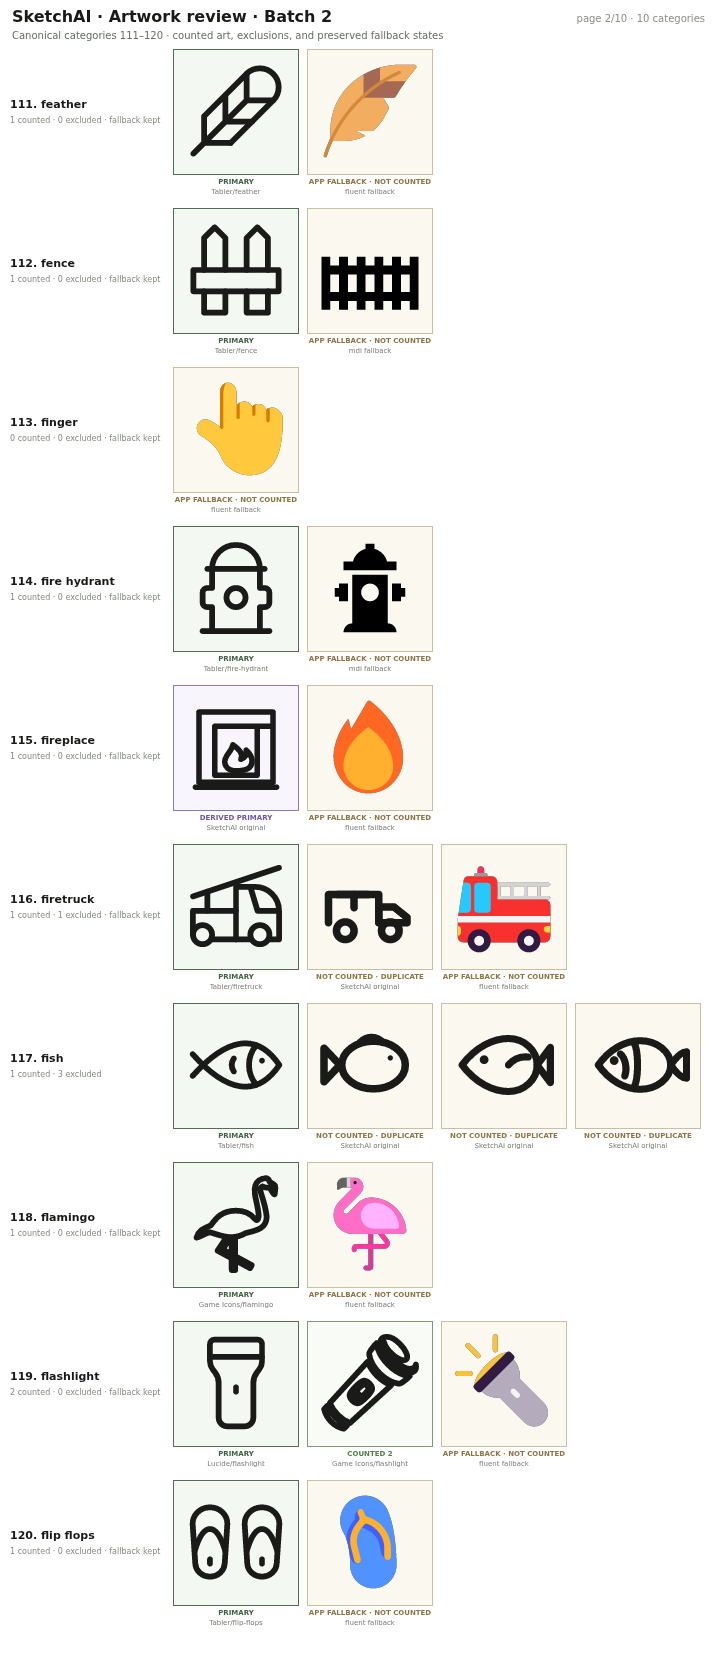 SketchAI · Artwork review · Batch 2
page 2/10 · 10 categories
Canonical categories 111–120 · counted art, exclusions, and preserved fallback states
111. feather
1 counted · 0 excluded · fallback kept
PRIMARY
Tabler/feather
APP FALLBACK · NOT COUNTED
fluent fallback
112. fence
1 counted · 0 excluded · fallback kept
PRIMARY
Tabler/fence
APP FALLBACK · NOT COUNTED
mdi fallback
113. finger
0 counted · 0 excluded · fallback kept
APP FALLBACK · NOT COUNTED
fluent fallback
114. fire hydrant
1 counted · 0 excluded · fallback kept
PRIMARY
Tabler/fire-hydrant
APP FALLBACK · NOT COUNTED
mdi fallback
115. fireplace
1 counted · 0 excluded · fallback kept
DERIVED PRIMARY
SketchAI original
APP FALLBACK · NOT COUNTED
fluent fallback
116. firetruck
1 counted · 1 excluded · fallback kept
PRIMARY
Tabler/firetruck
NOT COUNTED · DUPLICATE
SketchAI original
APP FALLBACK · NOT COUNTED
fluent fallback
117. fish
1 counted · 3 excluded
PRIMARY
Tabler/fish
NOT COUNTED · DUPLICATE
SketchAI original
NOT COUNTED · DUPLICATE
SketchAI original
NOT COUNTED · DUPLICATE
SketchAI original
118. flamingo
1 counted · 0 excluded · fallback kept
PRIMARY
Game Icons/flamingo
APP FALLBACK · NOT COUNTED
fluent fallback
119. flashlight
2 counted · 0 excluded · fallback kept
PRIMARY
Lucide/flashlight
COUNTED 2
Game Icons/flashlight
APP FALLBACK · NOT COUNTED
fluent fallback
120. flip flops
1 counted · 0 excluded · fallback kept
PRIMARY
Tabler/flip-flops
APP FALLBACK · NOT COUNTED
fluent fallback